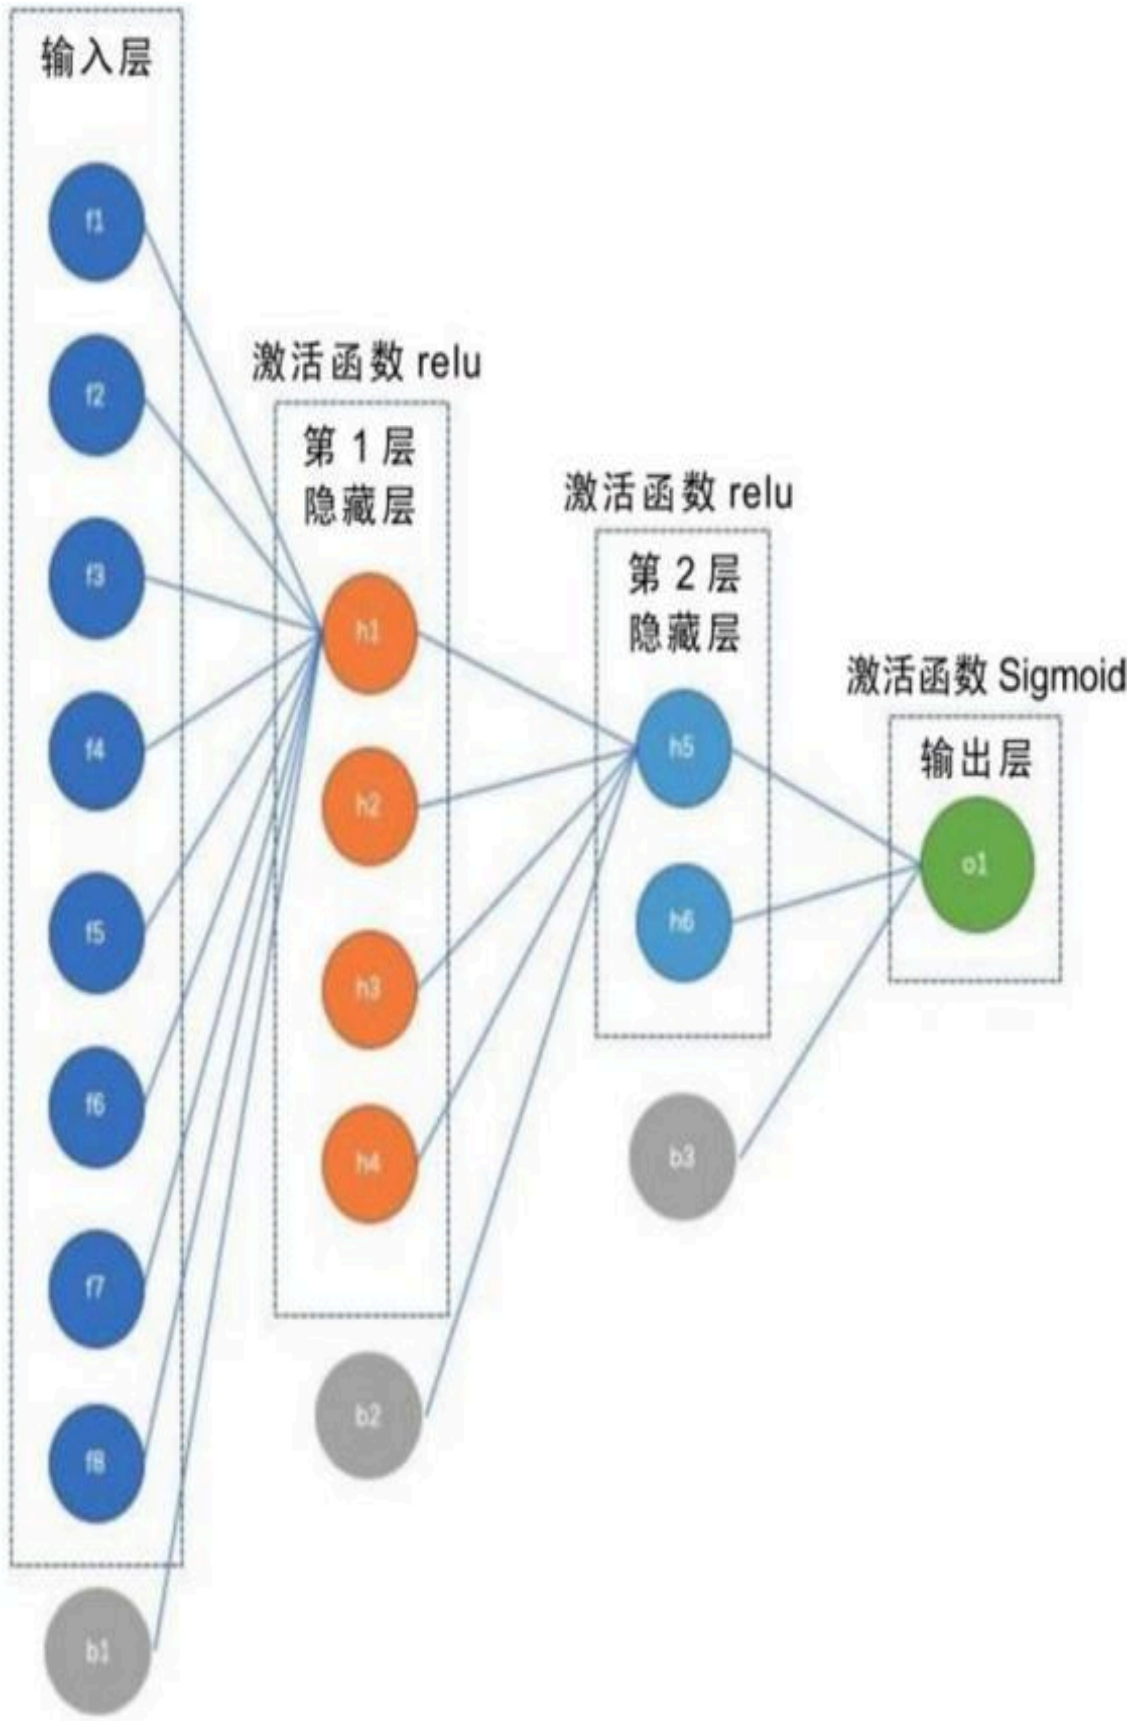 输入层
f1
f2
f3
f4
f5
f6
f7
f8
b1
激活函数 relu
第 1 层
隐藏层
h1
h2
h3
h4
b2
激活函数 relu
第 2 层
隐藏层
h5
h6
b3
激活函数 Sigmoid
输出层
o1